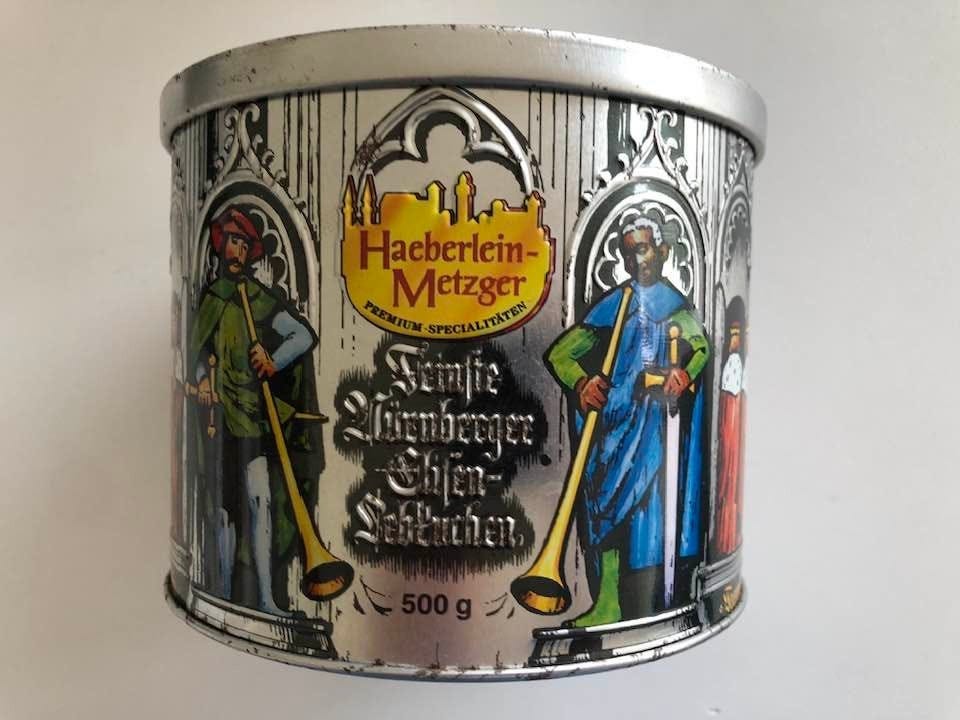 Haeberlein-
Metzger
PREMIUM-SPECIALITÄTEN
Feinste
Nürnberger
Elisen-
Lebkuchen.
500 g